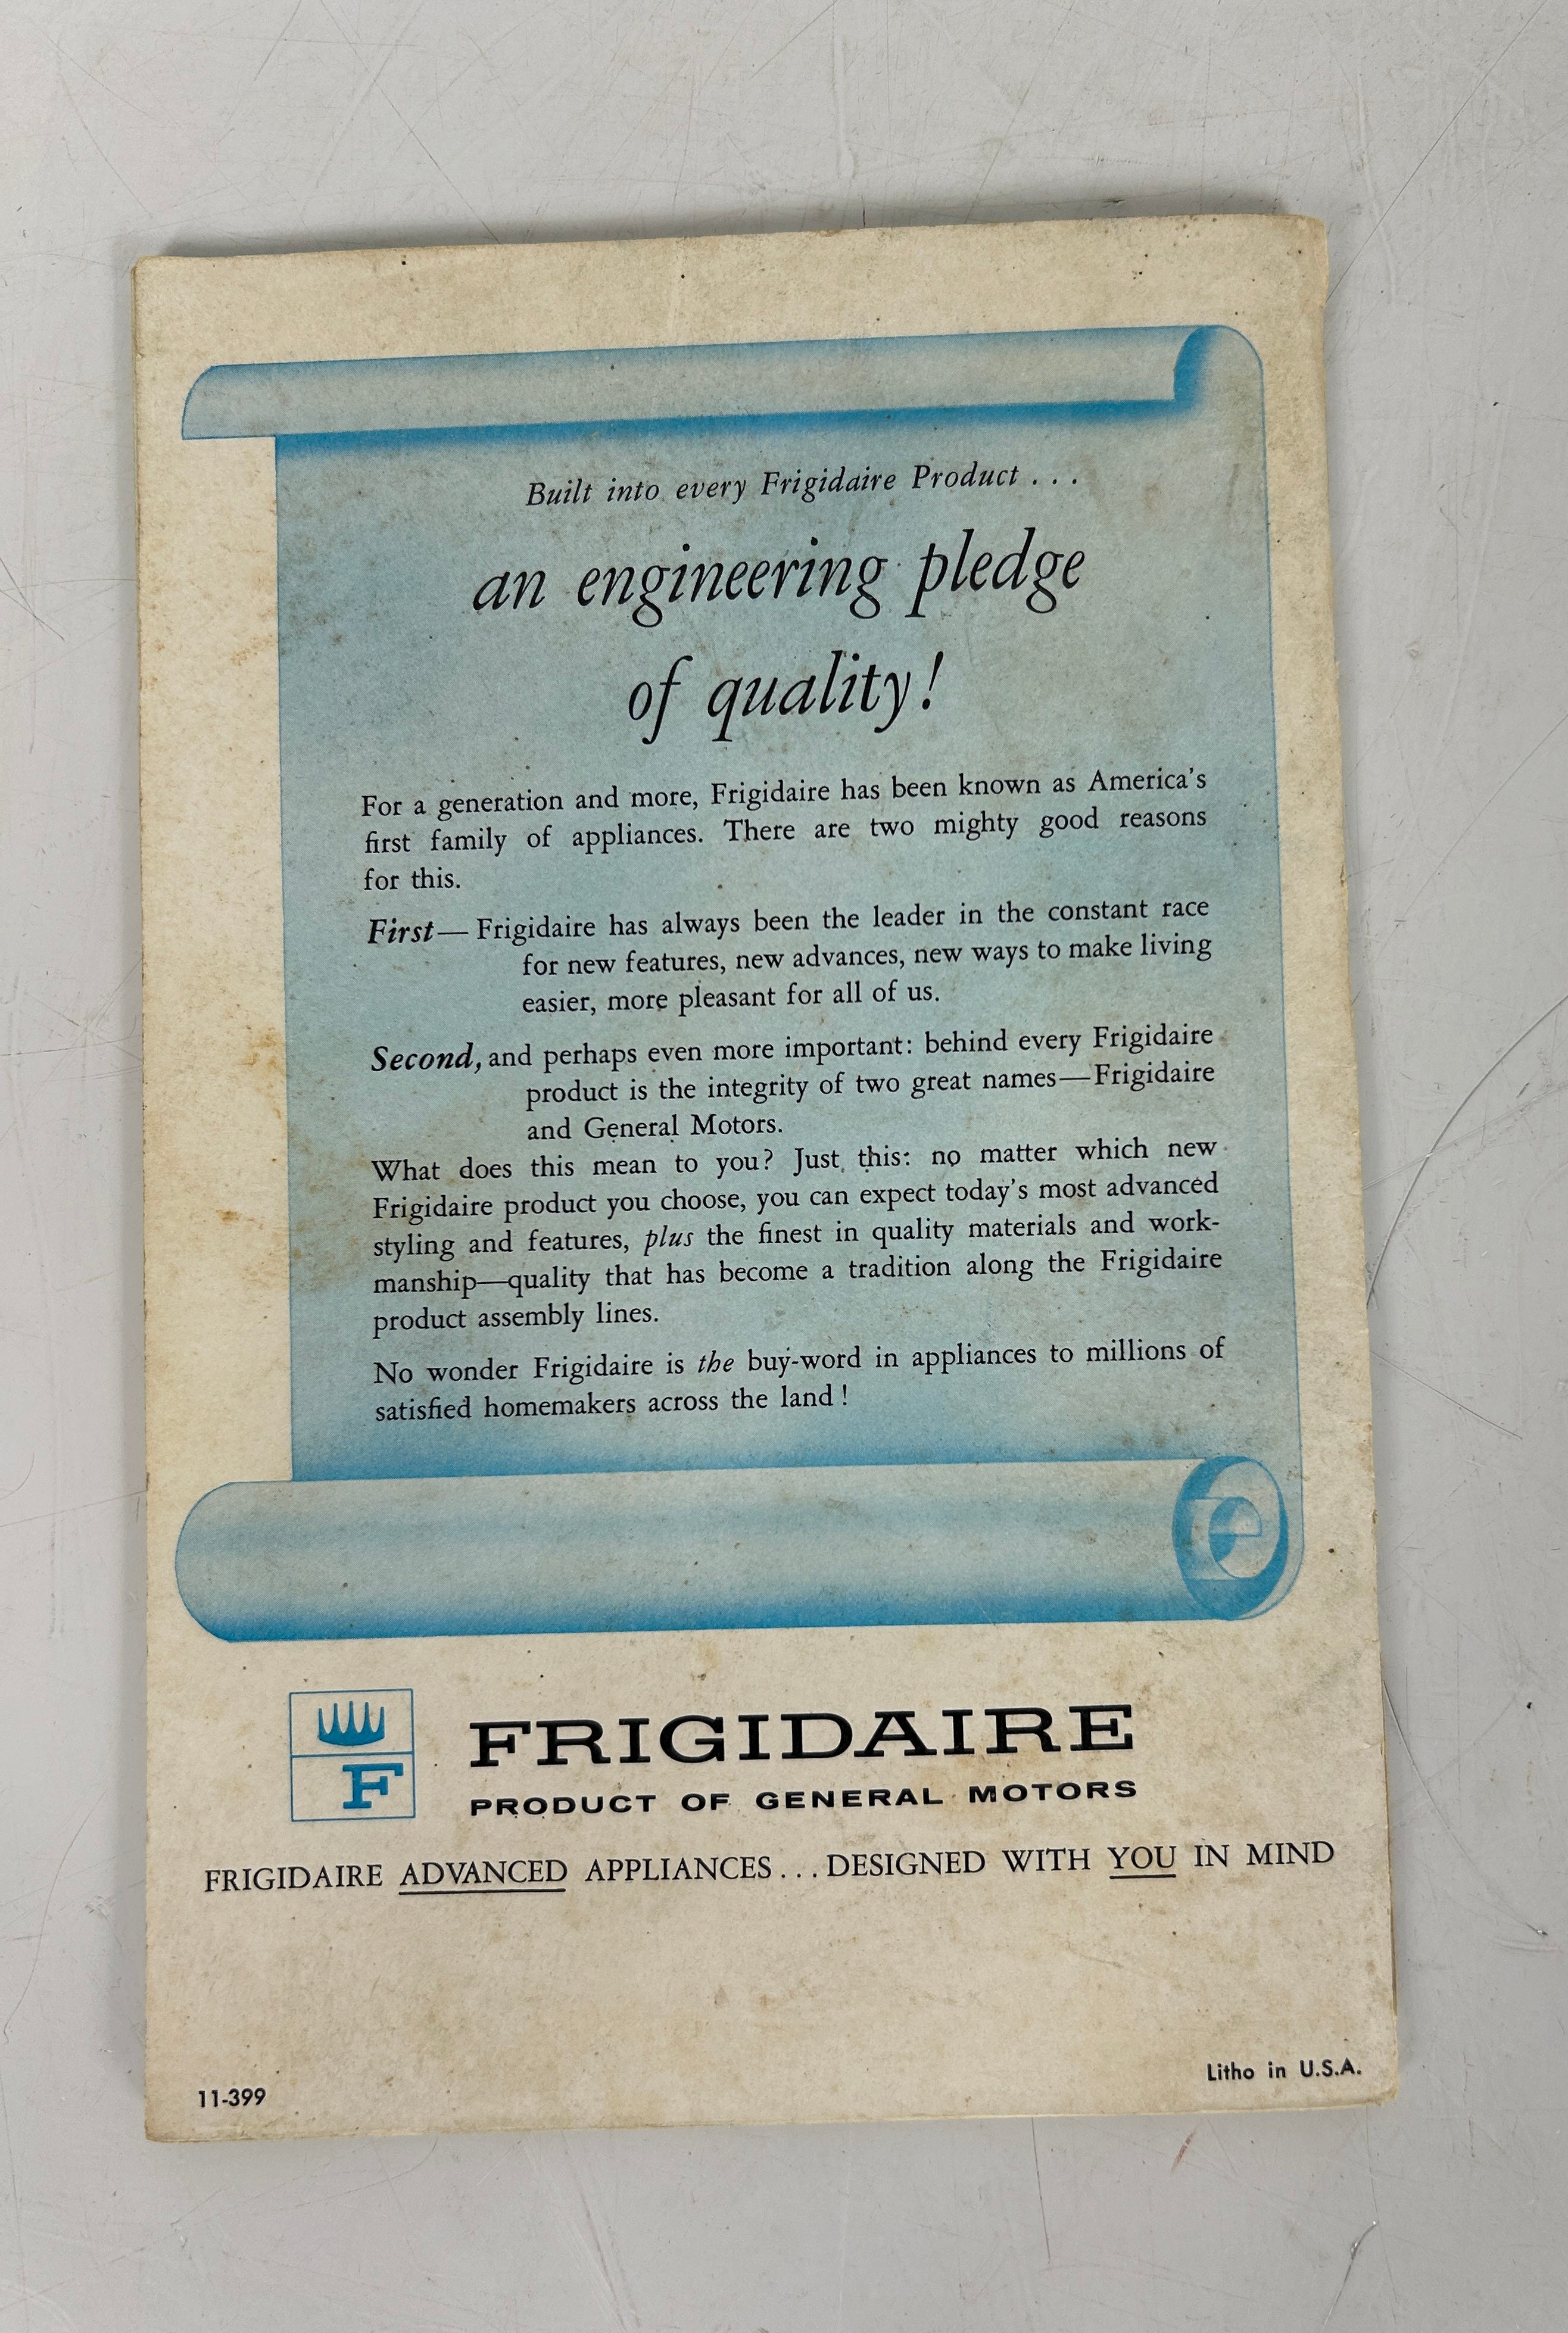 Built into every Frigidaire Product . . .
an engineering pledge
of quality!
For a generation and more, Frigidaire has been known as America's
first family of appliances. There are two mighty good reasons
for this.
First— Frigidaire has always been the leader in the constant race
for new features, new advances, new ways to make living
easier, more pleasant for all of us.
Second, and perhaps even more important: behind every Frigidaire
product is the integrity of two great names—Frigidaire
and General Motors.
What does this mean to you? Just this: no matter which new
Frigidaire product you choose, you can expect today's most advanced
styling and features, plus the finest in quality materials and work-
manship—quality that has become a tradition along the Frigidaire
product assembly lines.
No wonder Frigidaire is the buy-word in appliances to millions of
satisfied homemakers across the land!
F
FRIGIDAIRE
PRODUCT OF GENERAL MOTORS
FRIGIDAIRE ADVANCED APPLIANCES . . . DESIGNED WITH YOU IN MIND
11-399
Litho in U.S.A.